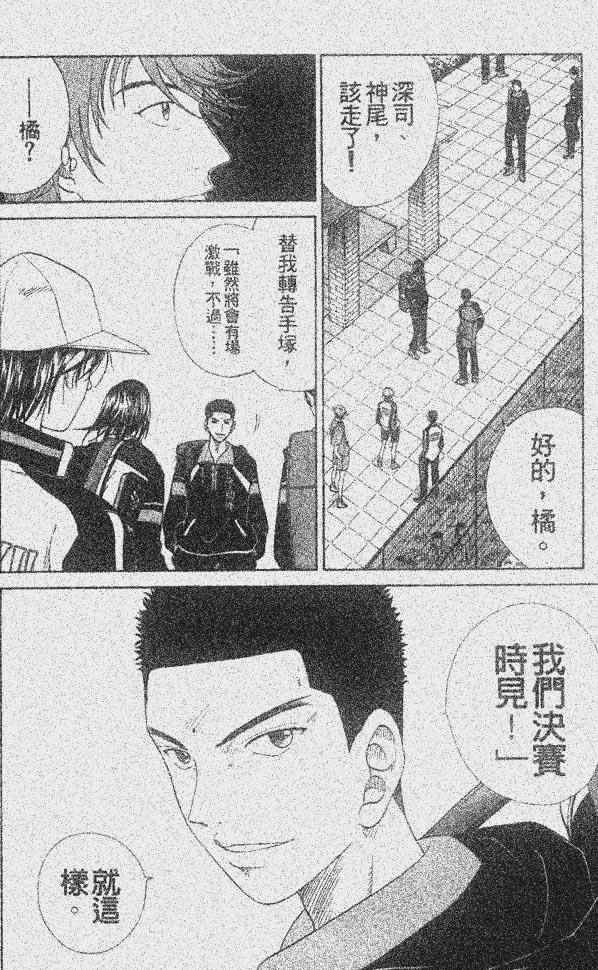 深司、
神尾，
該走了！
好的，橘。
──橘？
替我轉告手塚，
「雖然將會有場
激戰，不過……
我們決賽
時見！」
就這
樣。